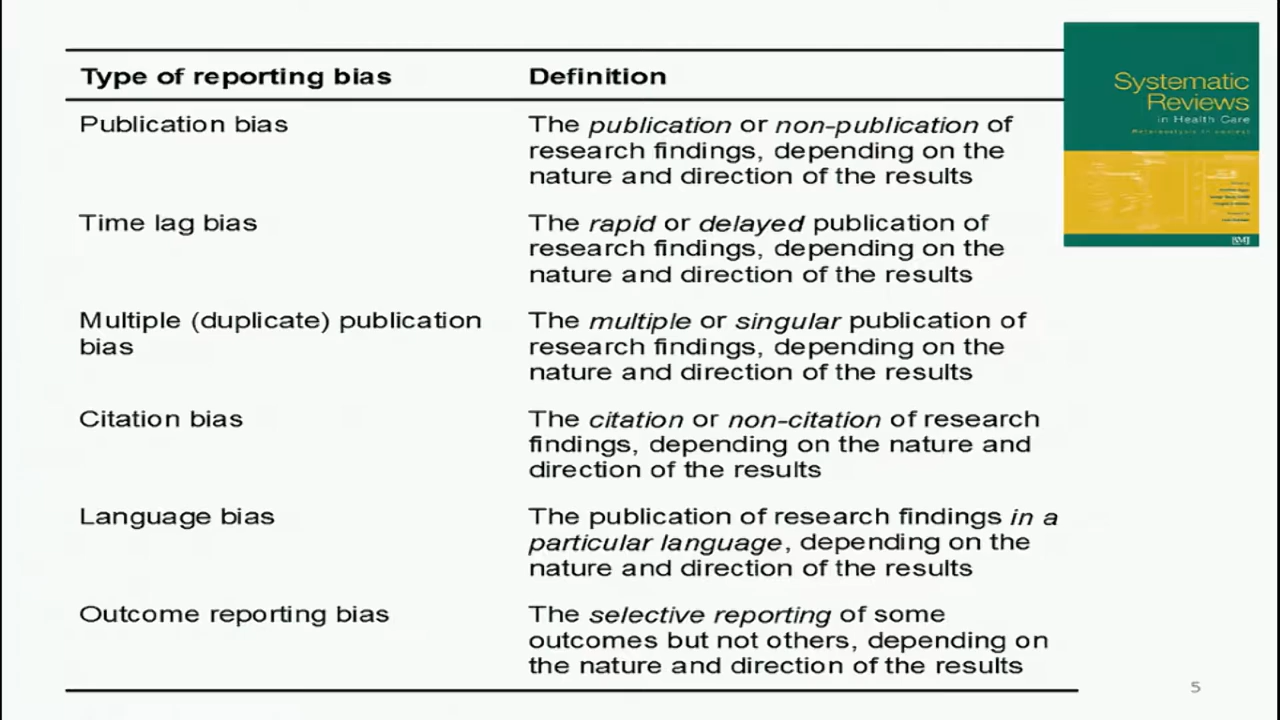 Type of reporting bias
Definition
Publication bias
The publication or non-publication of
research findings, depending on the
nature and direction of the results
Time lag bias
The rapid or delayed publication of
research findings, depending on the
nature and direction of the results
Multiple (duplicate) publication
bias
The multiple or singular publication of
research findings, depending on the
nature and direction of the results
Citation bias
The citation or non-citation of research
findings, depending on the nature and
direction of the results
Language bias
The publication of research findings in a
particular language, depending on the
nature and direction of the results
Outcome reporting bias
The selective reporting of some
outcomes but not others, depending on
the nature and direction of the results
Systematic
Reviews
in Health Care
BMJ
5